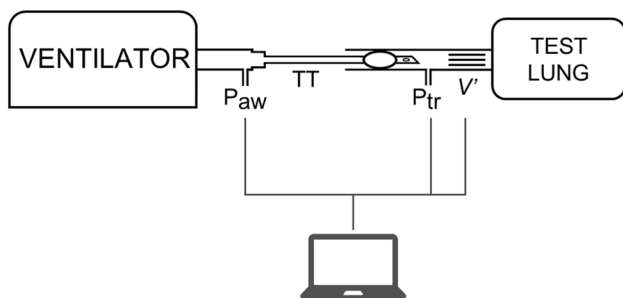 VENTILATOR
TEST
LUNG
TT
Paw
Ptr
V'